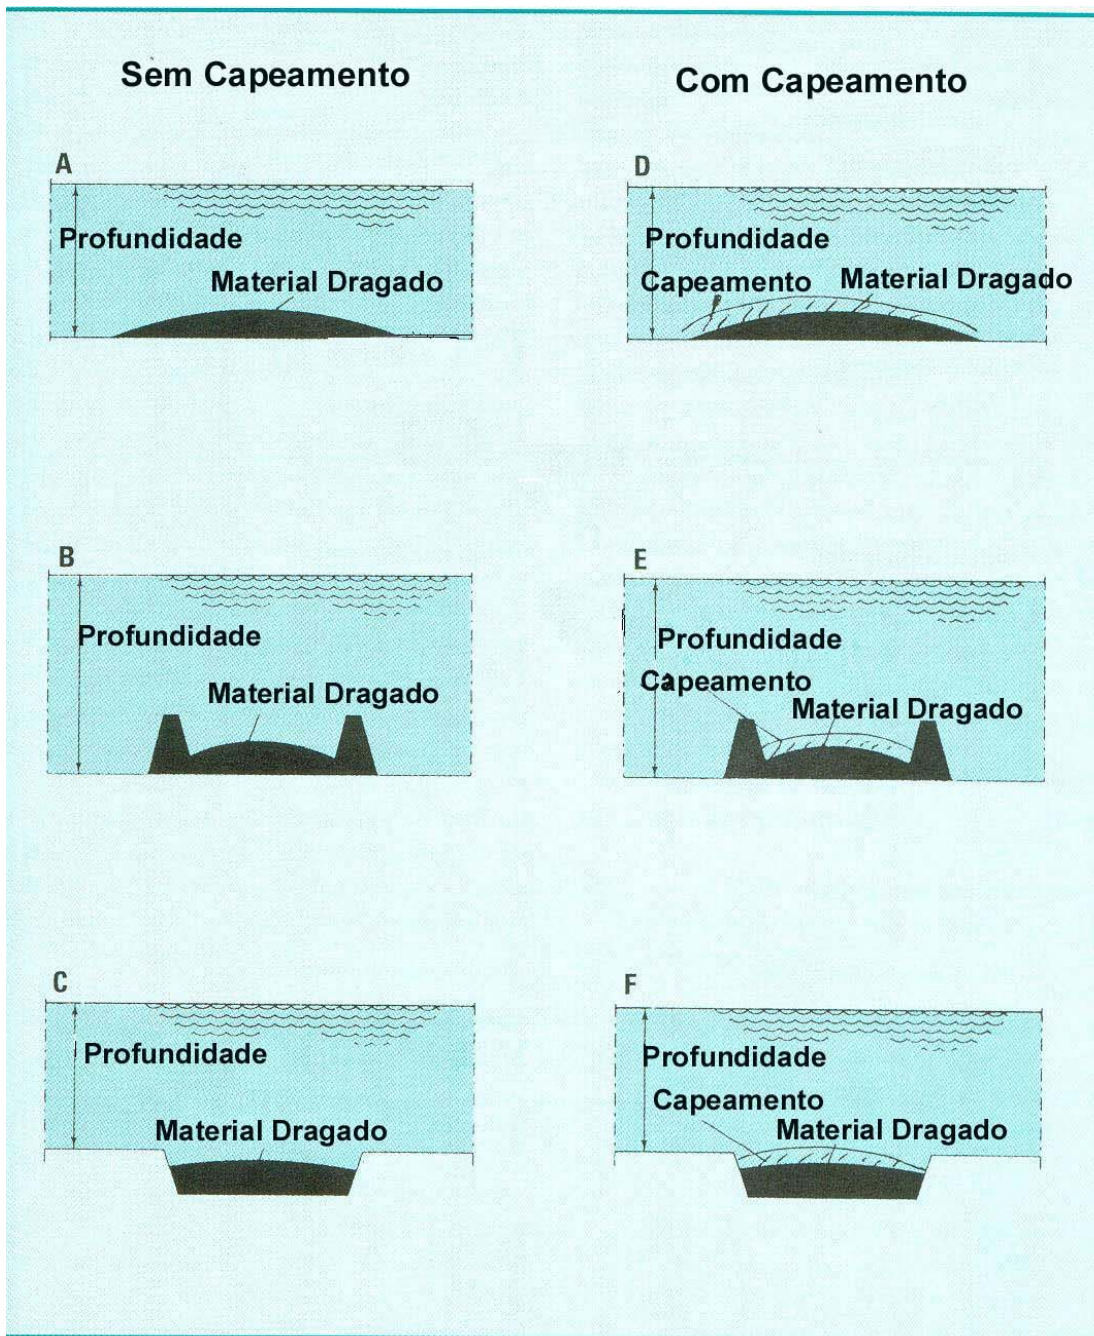 Sem Capeamento
Com Capeamento
A
Profundidade
Material Dragado
D
Profundidade
Capeamento
Material Dragado
B
Profundidade
Material Dragado
E
Profundidade
Capeamento
Material Dragado
C
Profundidade
Material Dragado
F
Profundidade
Capeamento
Material Dragado